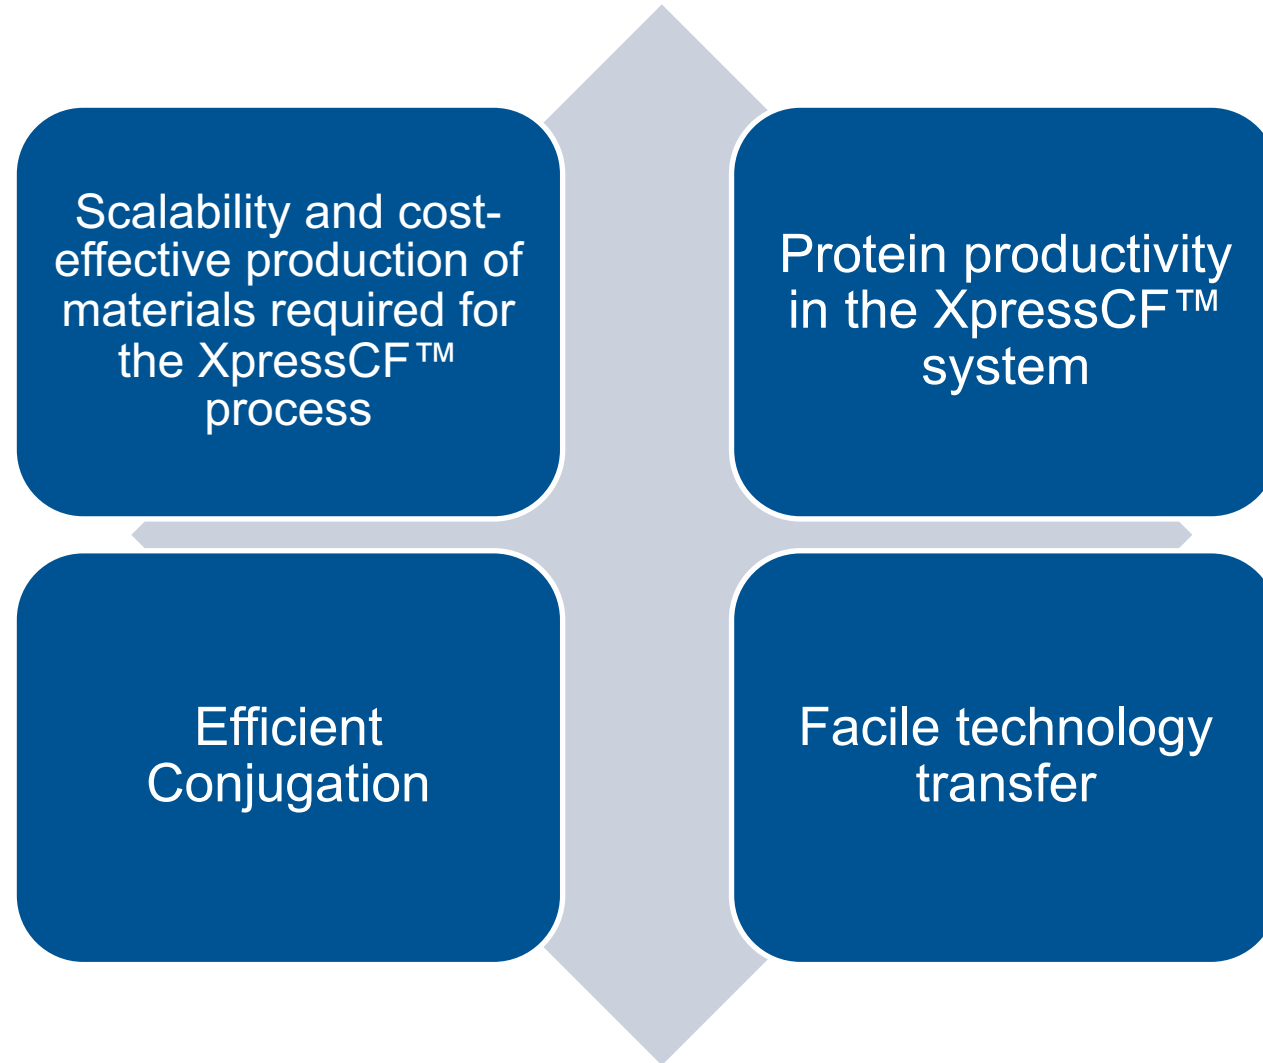 Scalability and cost-
effective production of
materials required for
the XpressCF™
process
Protein productivity
in the XpressCF™
system
Efficient
Conjugation
Facile technology
transfer